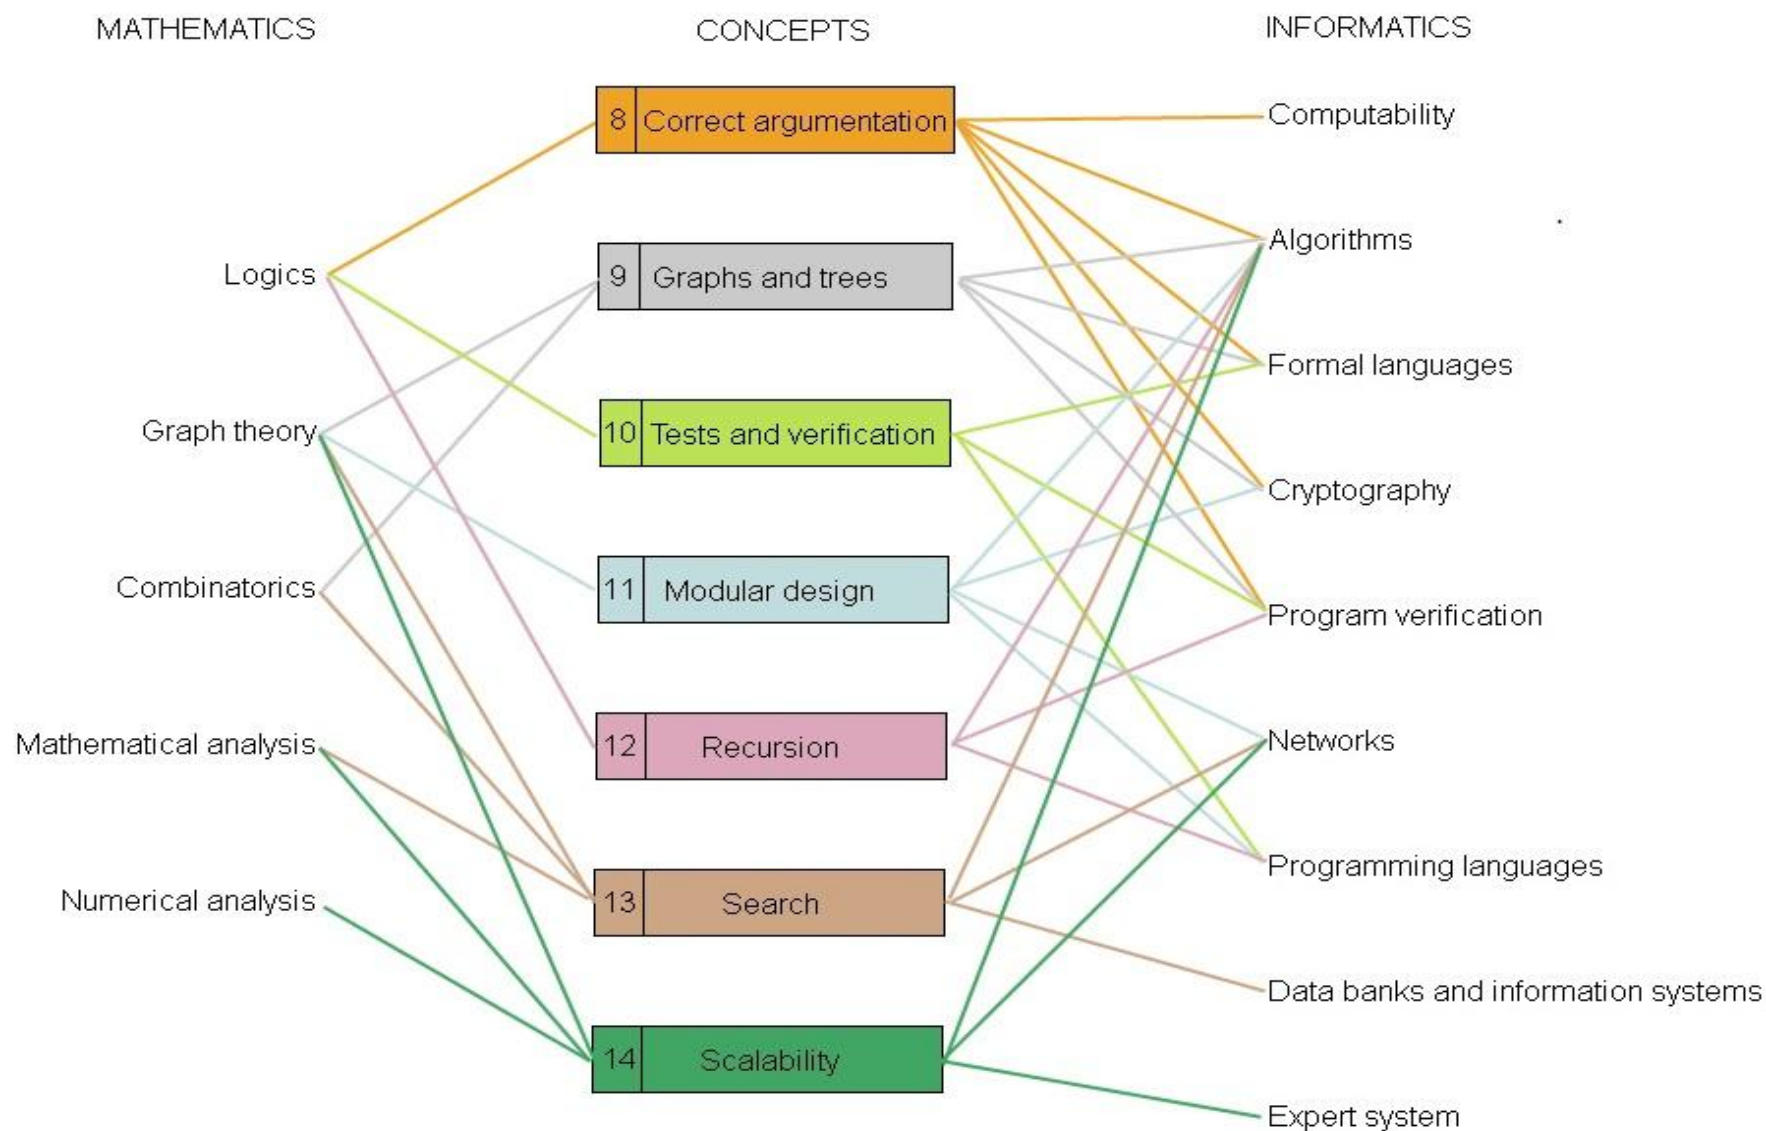 MATHEMATICS
CONCEPTS
INFORMATICS
8 Correct argumentation
Computability
Algorithms
Logics
9 Graphs and trees
Formal languages
Graph theory
10 Tests and verification
Cryptography
Combinatorics
11 Modular design
Program verification
Mathematical analysis
12 Recursion
Networks
Programming languages
Numerical analysis
13 Search
Data banks and information systems
14 Scalability
Expert system